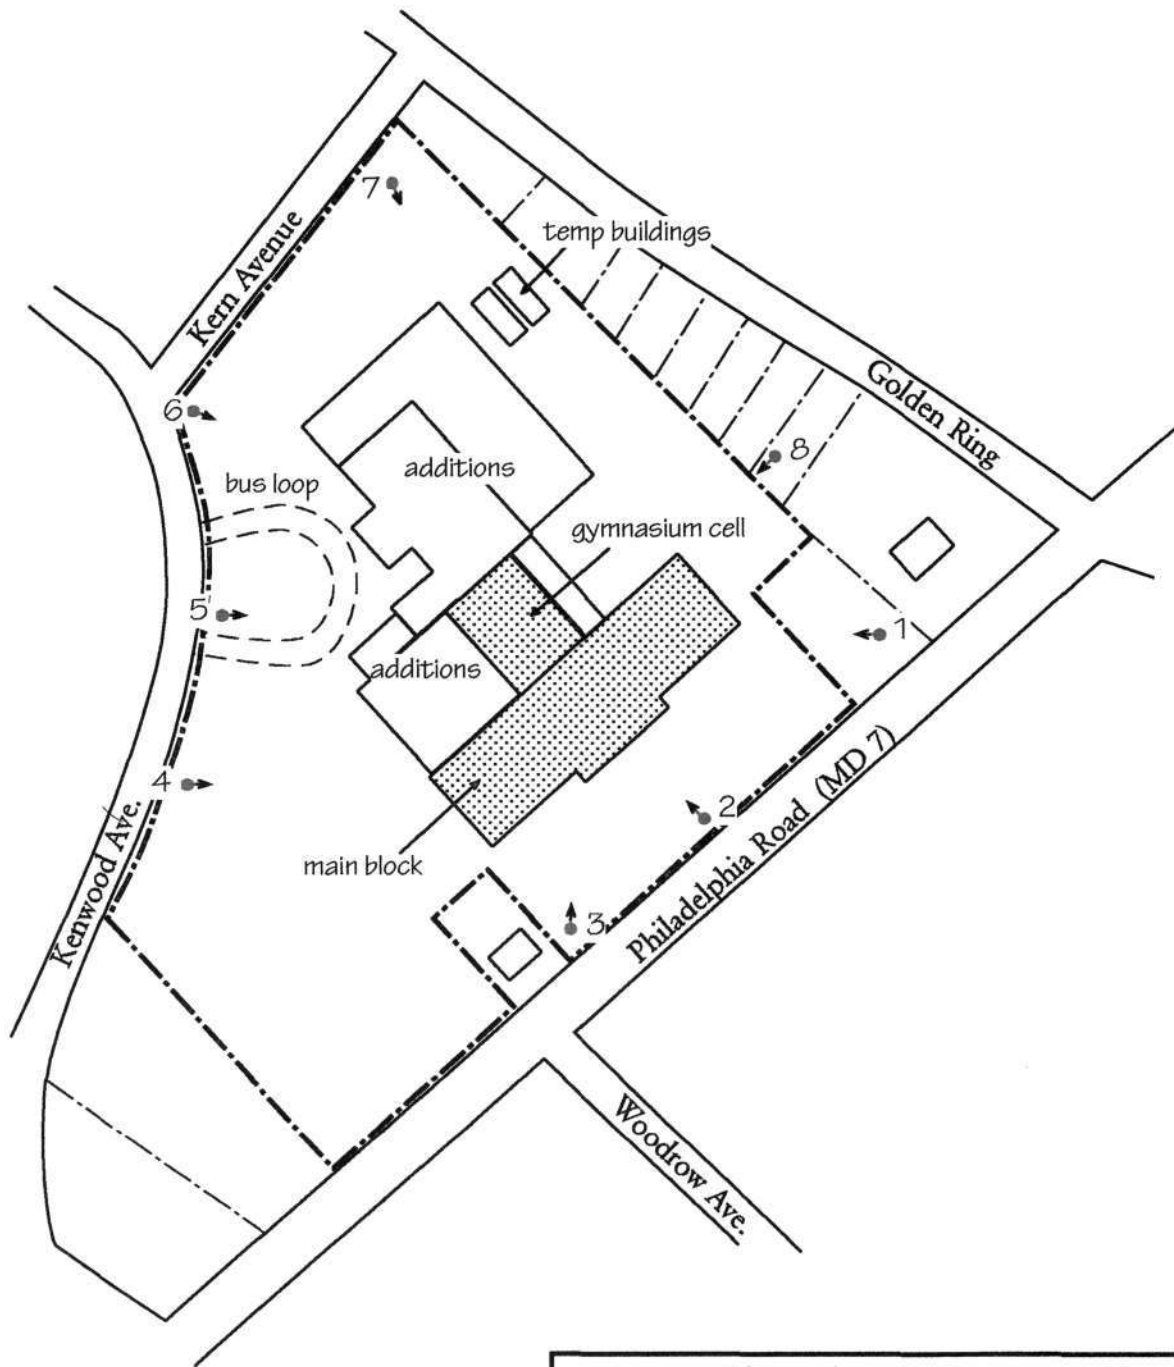 7
temp buildings
Kern Avenue
Golden Ring
6
additions
8
bus loop
gymnasium cell
5
1
additions
4
2
Philadelphia Road (MD 7)
main block
Kenwood Ave.
3
Woodrow Ave.